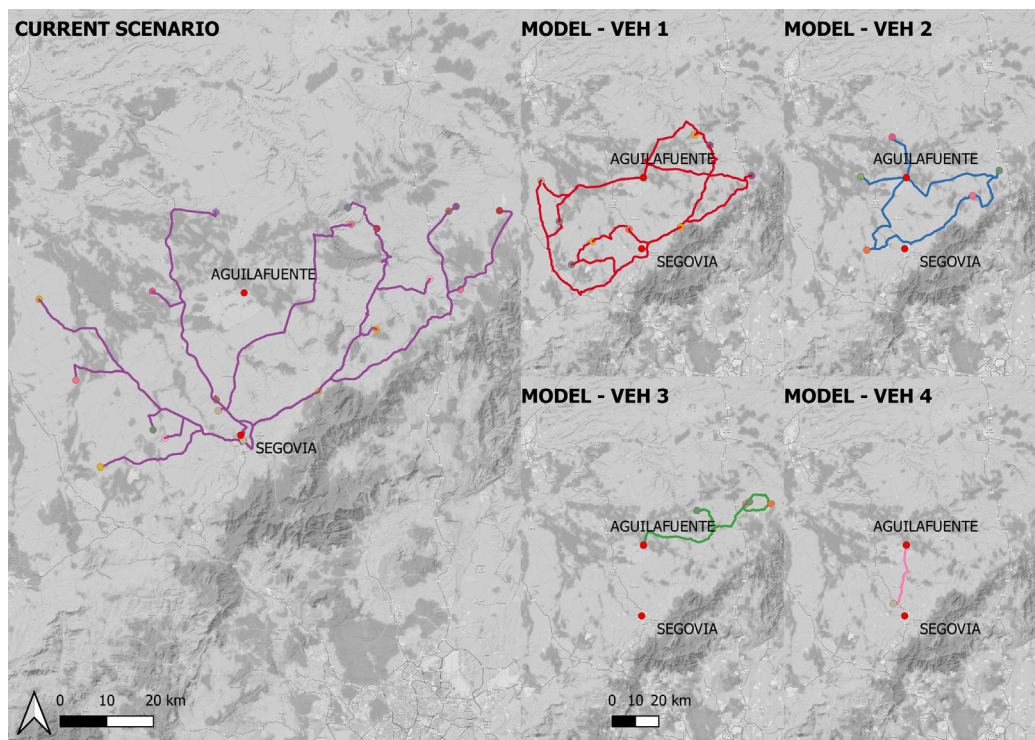 CURRENT SCENARIO
AGUILAFUENTE
SEGOVIA
0 10 20 km
MODEL - VEH 1
AGUILAFUENTE
SEGOVIA
MODEL - VEH 2
AGUILAFUENTE
SEGOVIA
MODEL - VEH 3
AGUILAFUENTE
SEGOVIA
0 10 20 km
MODEL - VEH 4
AGUILAFUENTE
SEGOVIA